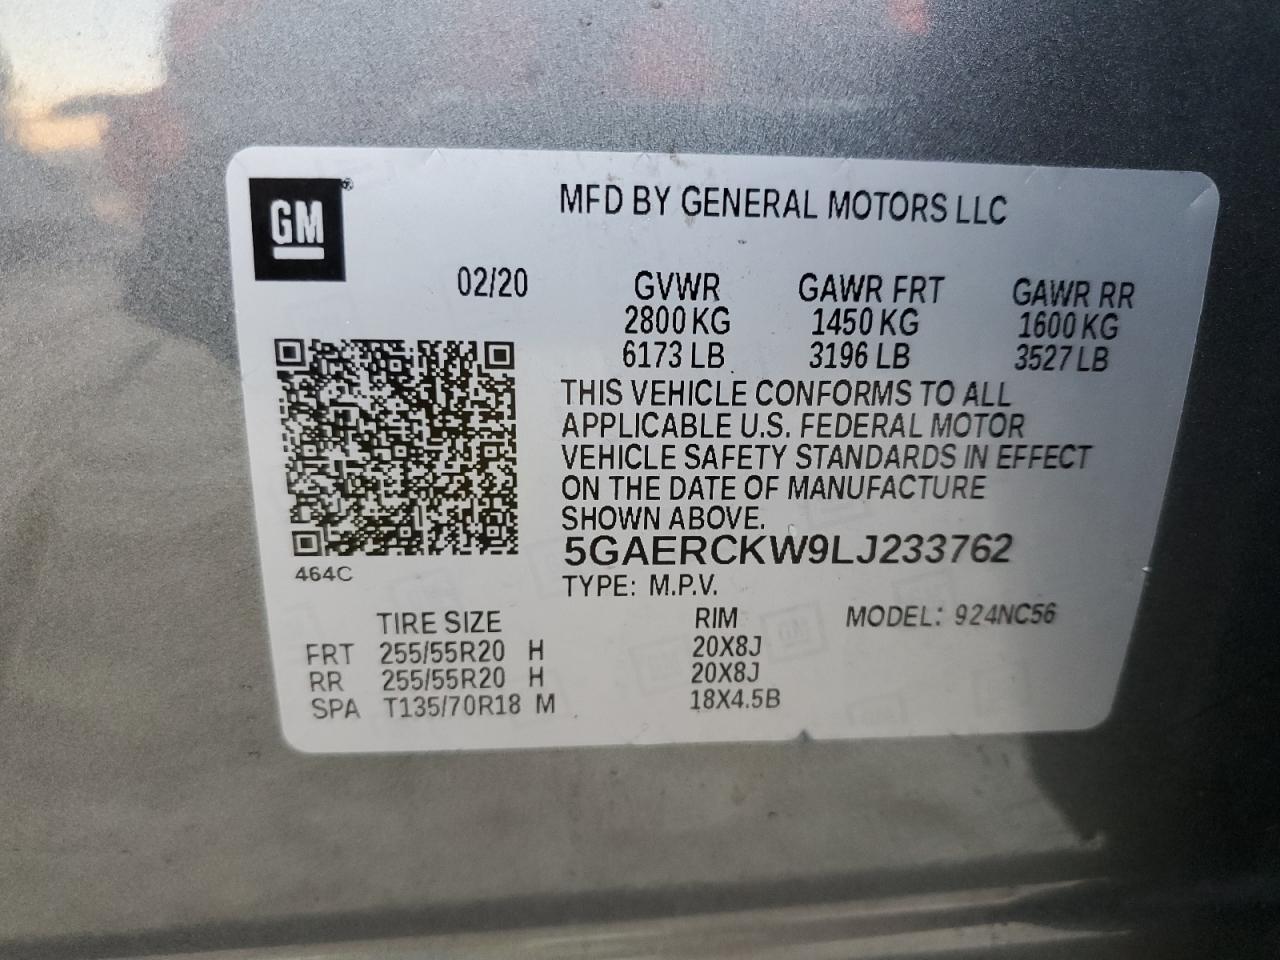 GM®
MFD BY GENERAL MOTORS LLC
02/20
GVWR GAWR FRT GAWR RR
2800 KG 1450 KG 1600 KG
6173 LB 3196 LB 3527 LB
THIS VEHICLE CONFORMS TO ALL
APPLICABLE U.S. FEDERAL MOTOR
VEHICLE SAFETY STANDARDS IN EFFECT
ON THE DATE OF MANUFACTURE
SHOWN ABOVE.
5GAERCKW9LJ233762
464C
TYPE: M.P.V.
TIRE SIZE RIM MODEL: 924NC56
FRT 255/55R20 H 20X8J
RR 255/55R20 H 20X8J
SPA T135/70R18 M 18X4.5B